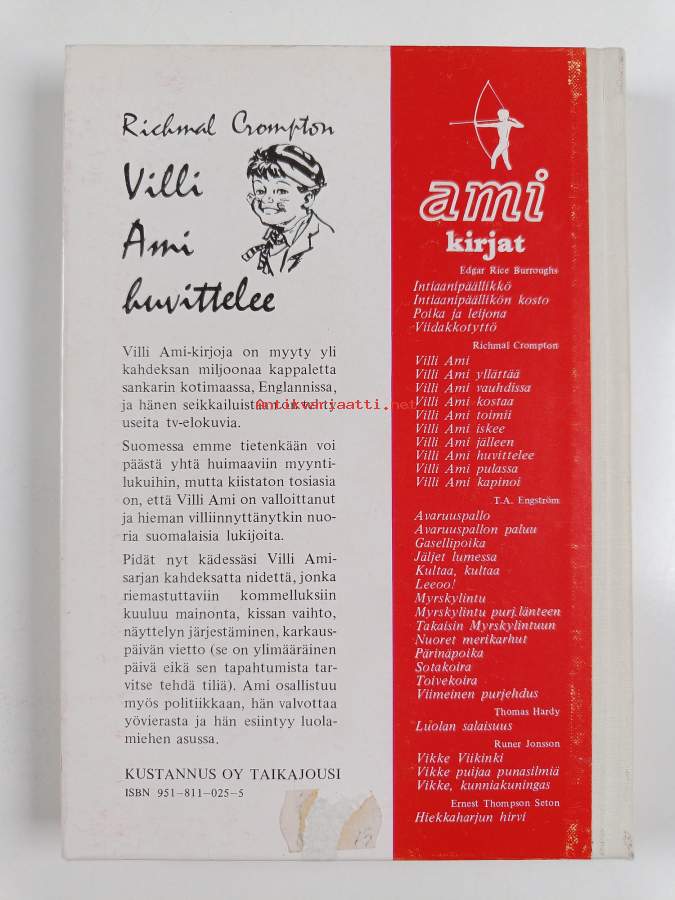 Richmal Crompton
Villi
Ami
huvittelee
Villi Ami-kirjoja on myyty yli
kahdeksan miljoonaa kappaletta
sankarin kotimaassa, Englannissa,
ja hänen seikkailuistaan on tehty
useita tv-elokuvia.
Suomessa emme tietenkään voi
päästä yhtä huimaaviin myynti-
lukuihin, mutta kiistaton tosiasia
on, että Villi Ami on valloittanut
ja hieman villiinnyttänytkin nuo-
ria suomalaisia lukijoita.
Pidät nyt kädessäsi Villi Ami-
sarjan kahdeksatta nidettä, jonka
riemastuttaviin kommelluksiin
kuuluu mainonta, kissan vaihto,
näyttelyn järjestäminen, karkaus-
päivän vietto (se on ylimääräinen
päivä eikä sen tapahtumista tar-
vitse tehdä tiliä). Ami osallistuu
myös politiikkaan, hän valvottaa
yövierasta ja hän esiintyy luola-
miehen asussa.
KUSTANNUS OY TAIKAJOUSI
ISBN 951-811-025-5
ami
kirjat
Edgar Rice Burroughs
Intiaanipäällikkö
Intiaanipäällikön kosto
Poika ja leijona
Viidakkotyttö
Richmal Crompton
Villi Ami
Villi Ami yllättää
Villi Ami vauhdissa
Villi Ami kostaa
Villi Ami toimii
Villi Ami iskee
Villi Ami jälleen
Villi Ami huvittelee
Villi Ami pulassa
Villi Ami kapinoi
T.A. Engström
Avaruuspallo
Avaruuspallon paluu
Gasellipoika
Jäljet lumessa
Kultaa, kultaa
Leeoo!
Myrskylintu
Myrskylintu purj.länteen
Takaisin Myrskylintuun
Nuoret merikarhut
Pärinäpoika
Sotakoira
Toivekoira
Viimeinen purjehdus
Thomas Hardy
Luolan salaisuus
Runer Jonsson
Vikke Viikinki
Vikke puijaa punasilmiä
Vikke, kunniakuningas
Ernest Thompson Seton
Hiekkaharjun hirvi
Antikvariaatti.net